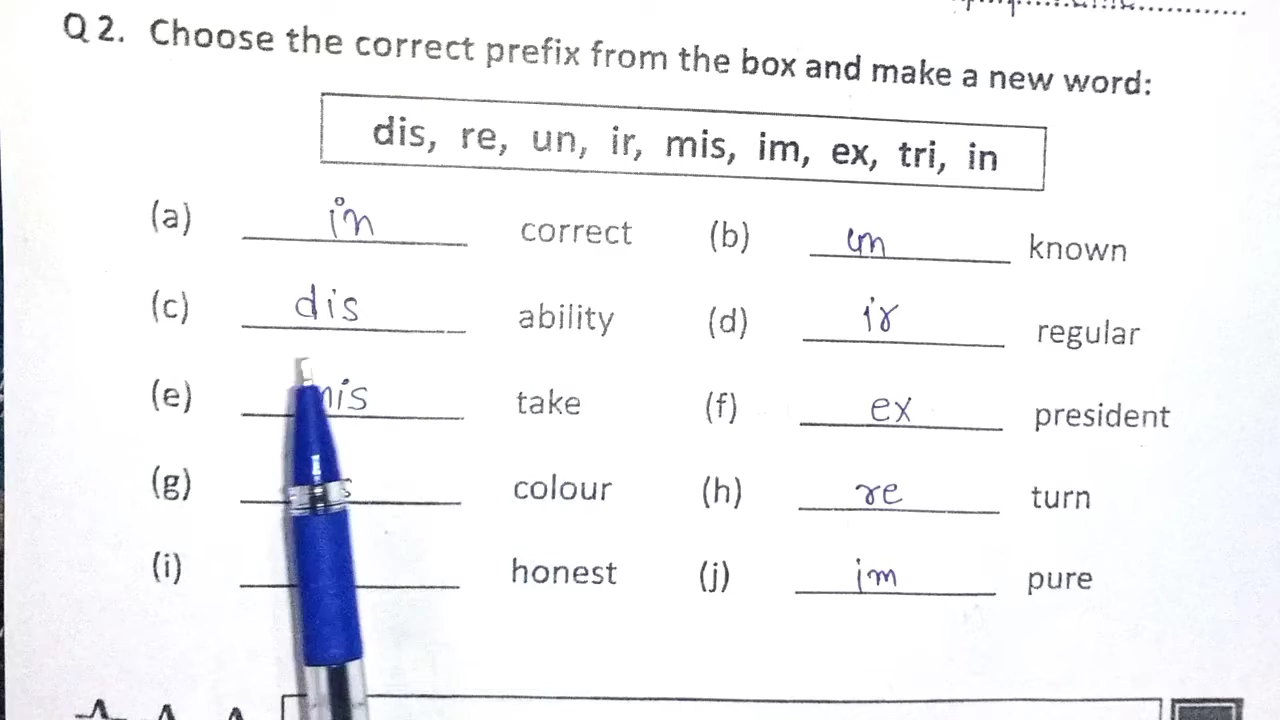 Q 2. Choose the correct prefix from the box and make a new word:
dis, re, un, ir, mis, im, ex, tri, in
(a) in correct (b) un known
(c) dis ability (d) ir regular
(e) mis take (f) ex president
(g) colour (h) re turn
(i) honest (j) im pure